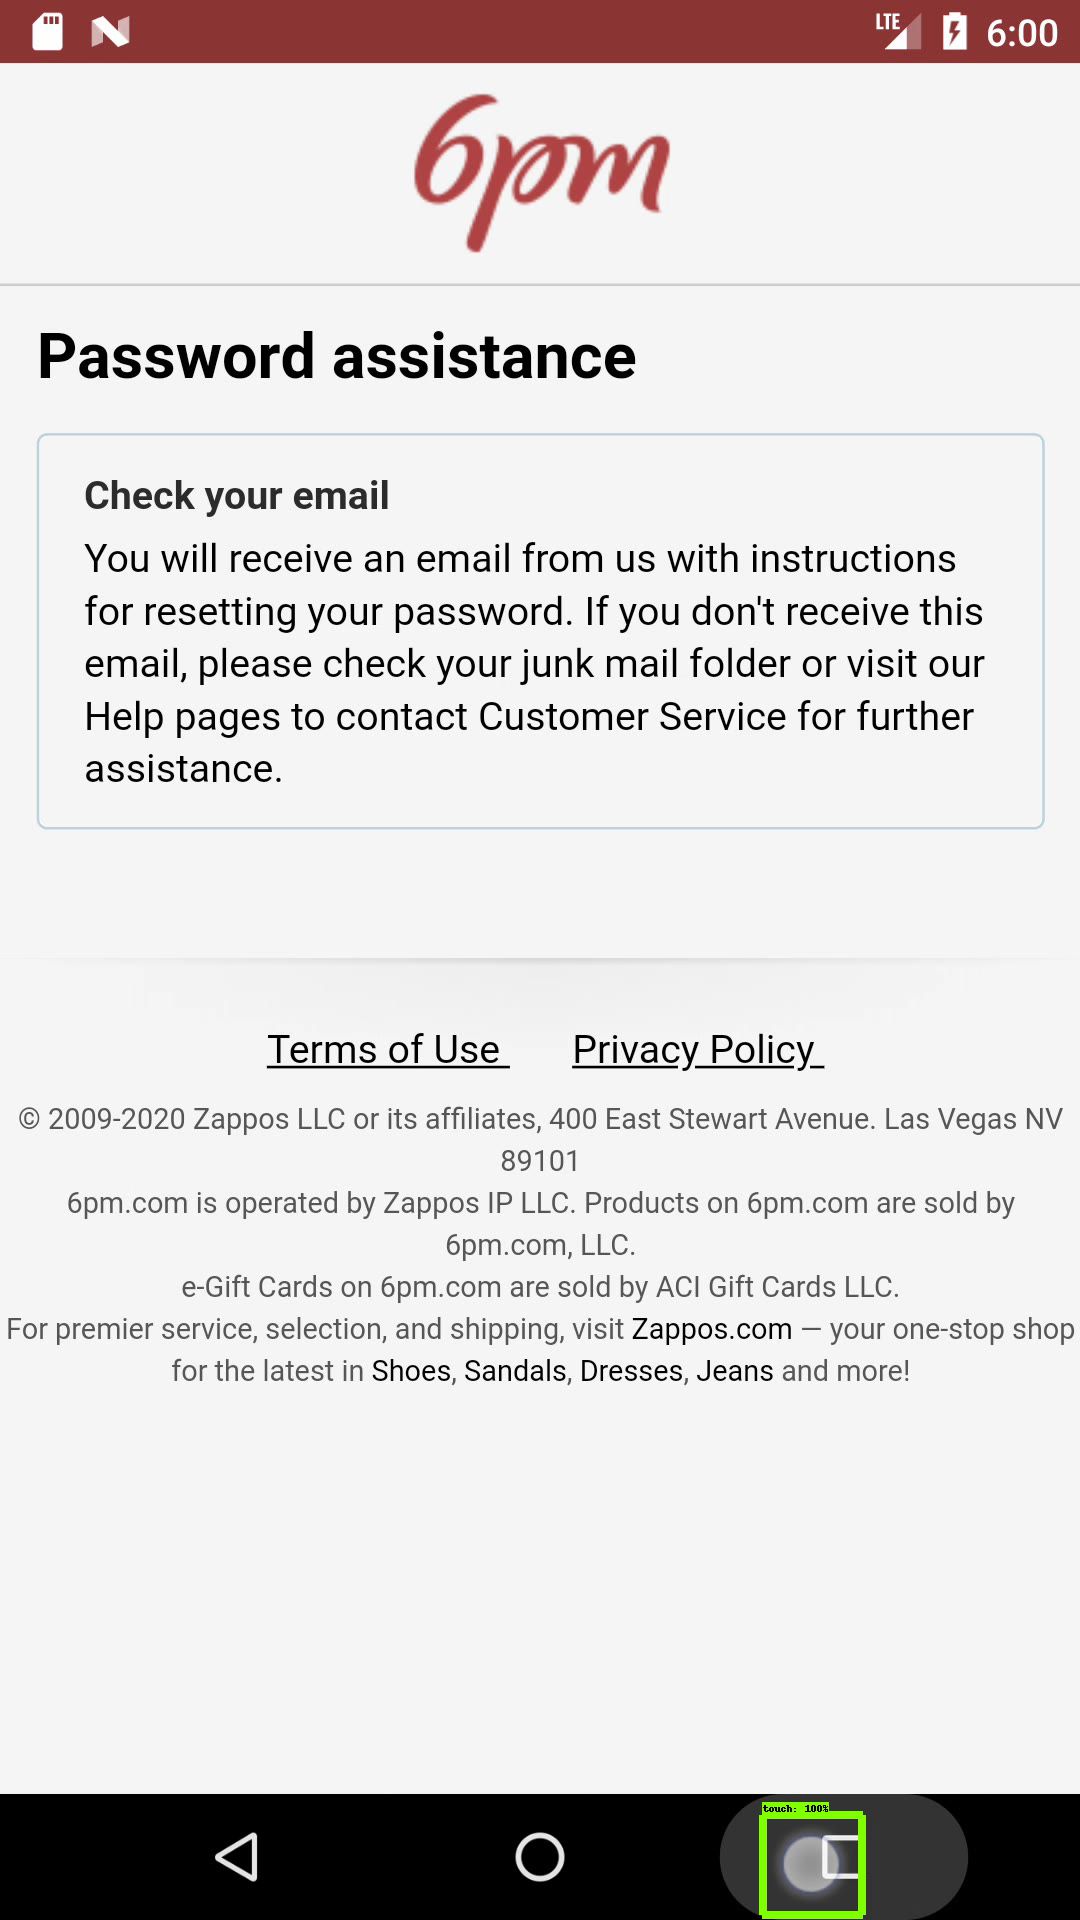 LTE 6:00
6pm
Password assistance
Check your email
You will receive an email from us with instructions
for resetting your password. If you don't receive this
email, please check your junk mail folder or visit our
Help pages to contact Customer Service for further
assistance.
Terms of Use Privacy Policy
© 2009-2020 Zappos LLC or its affiliates, 400 East Stewart Avenue. Las Vegas NV
89101
6pm.com is operated by Zappos IP LLC. Products on 6pm.com are sold by
6pm.com, LLC.
e-Gift Cards on 6pm.com are sold by ACI Gift Cards LLC.
For premier service, selection, and shipping, visit Zappos.com — your one-stop shop
for the latest in Shoes, Sandals, Dresses, Jeans and more!
touch: 100%